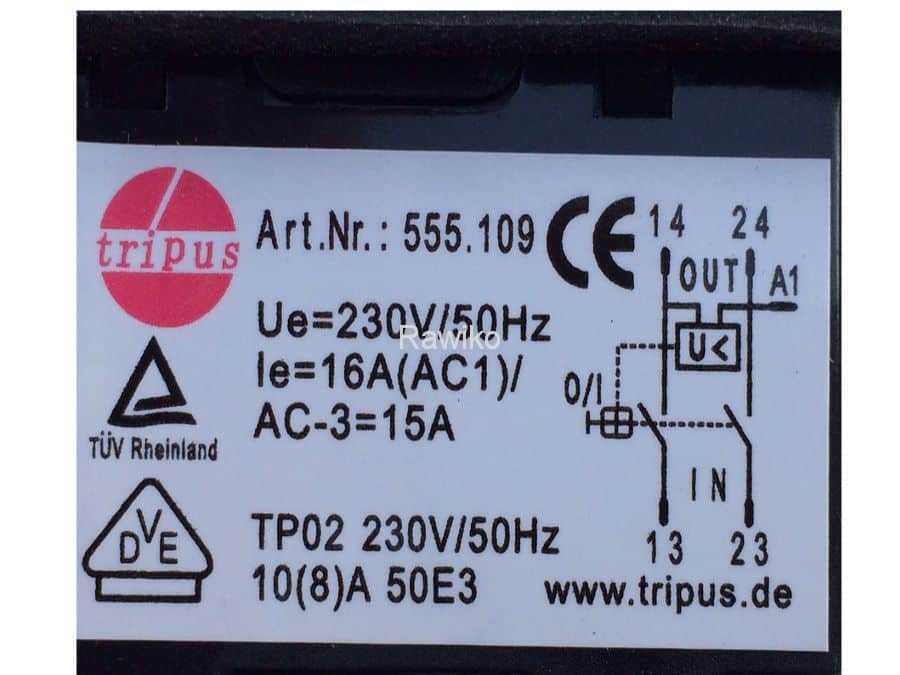 tripus
Art.Nr.: 555.109
CE
14 24
OUT
A1
Ue=230V/50Hz
Rawiko
U<
Ie=16A(AC1)/
0/I
AC-3=15A
TÜV Rheinland
IN
DVE
TP02 230V/50Hz
13 23
10(8)A 50E3
www.tripus.de